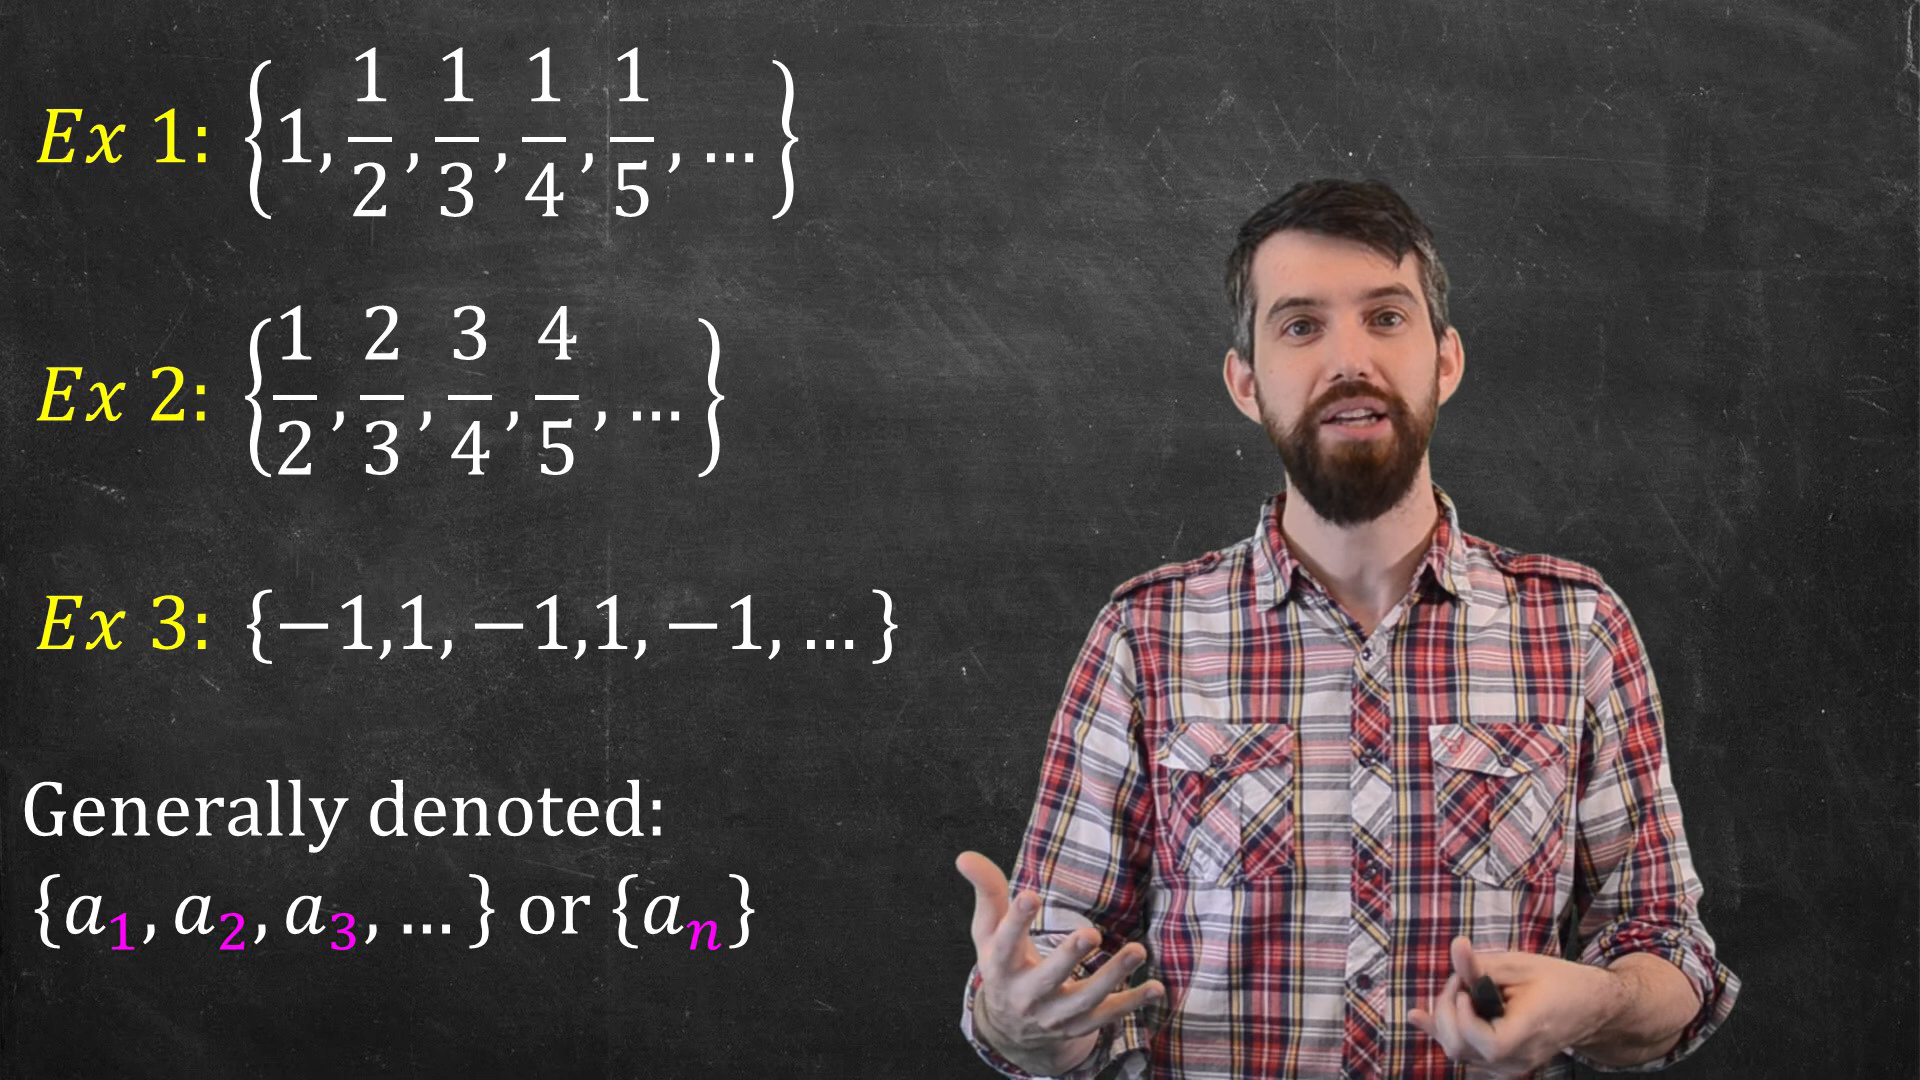 Ex 1: {1, 1/2, 1/3, 1/4, 1/5, ...}
Ex 2: {1/2, 2/3, 3/4, 4/5, ...}
Ex 3: {−1,1, −1,1, −1, ... }
Generally denoted:
{a₁, a₂, a₃, ... } or {aₙ}